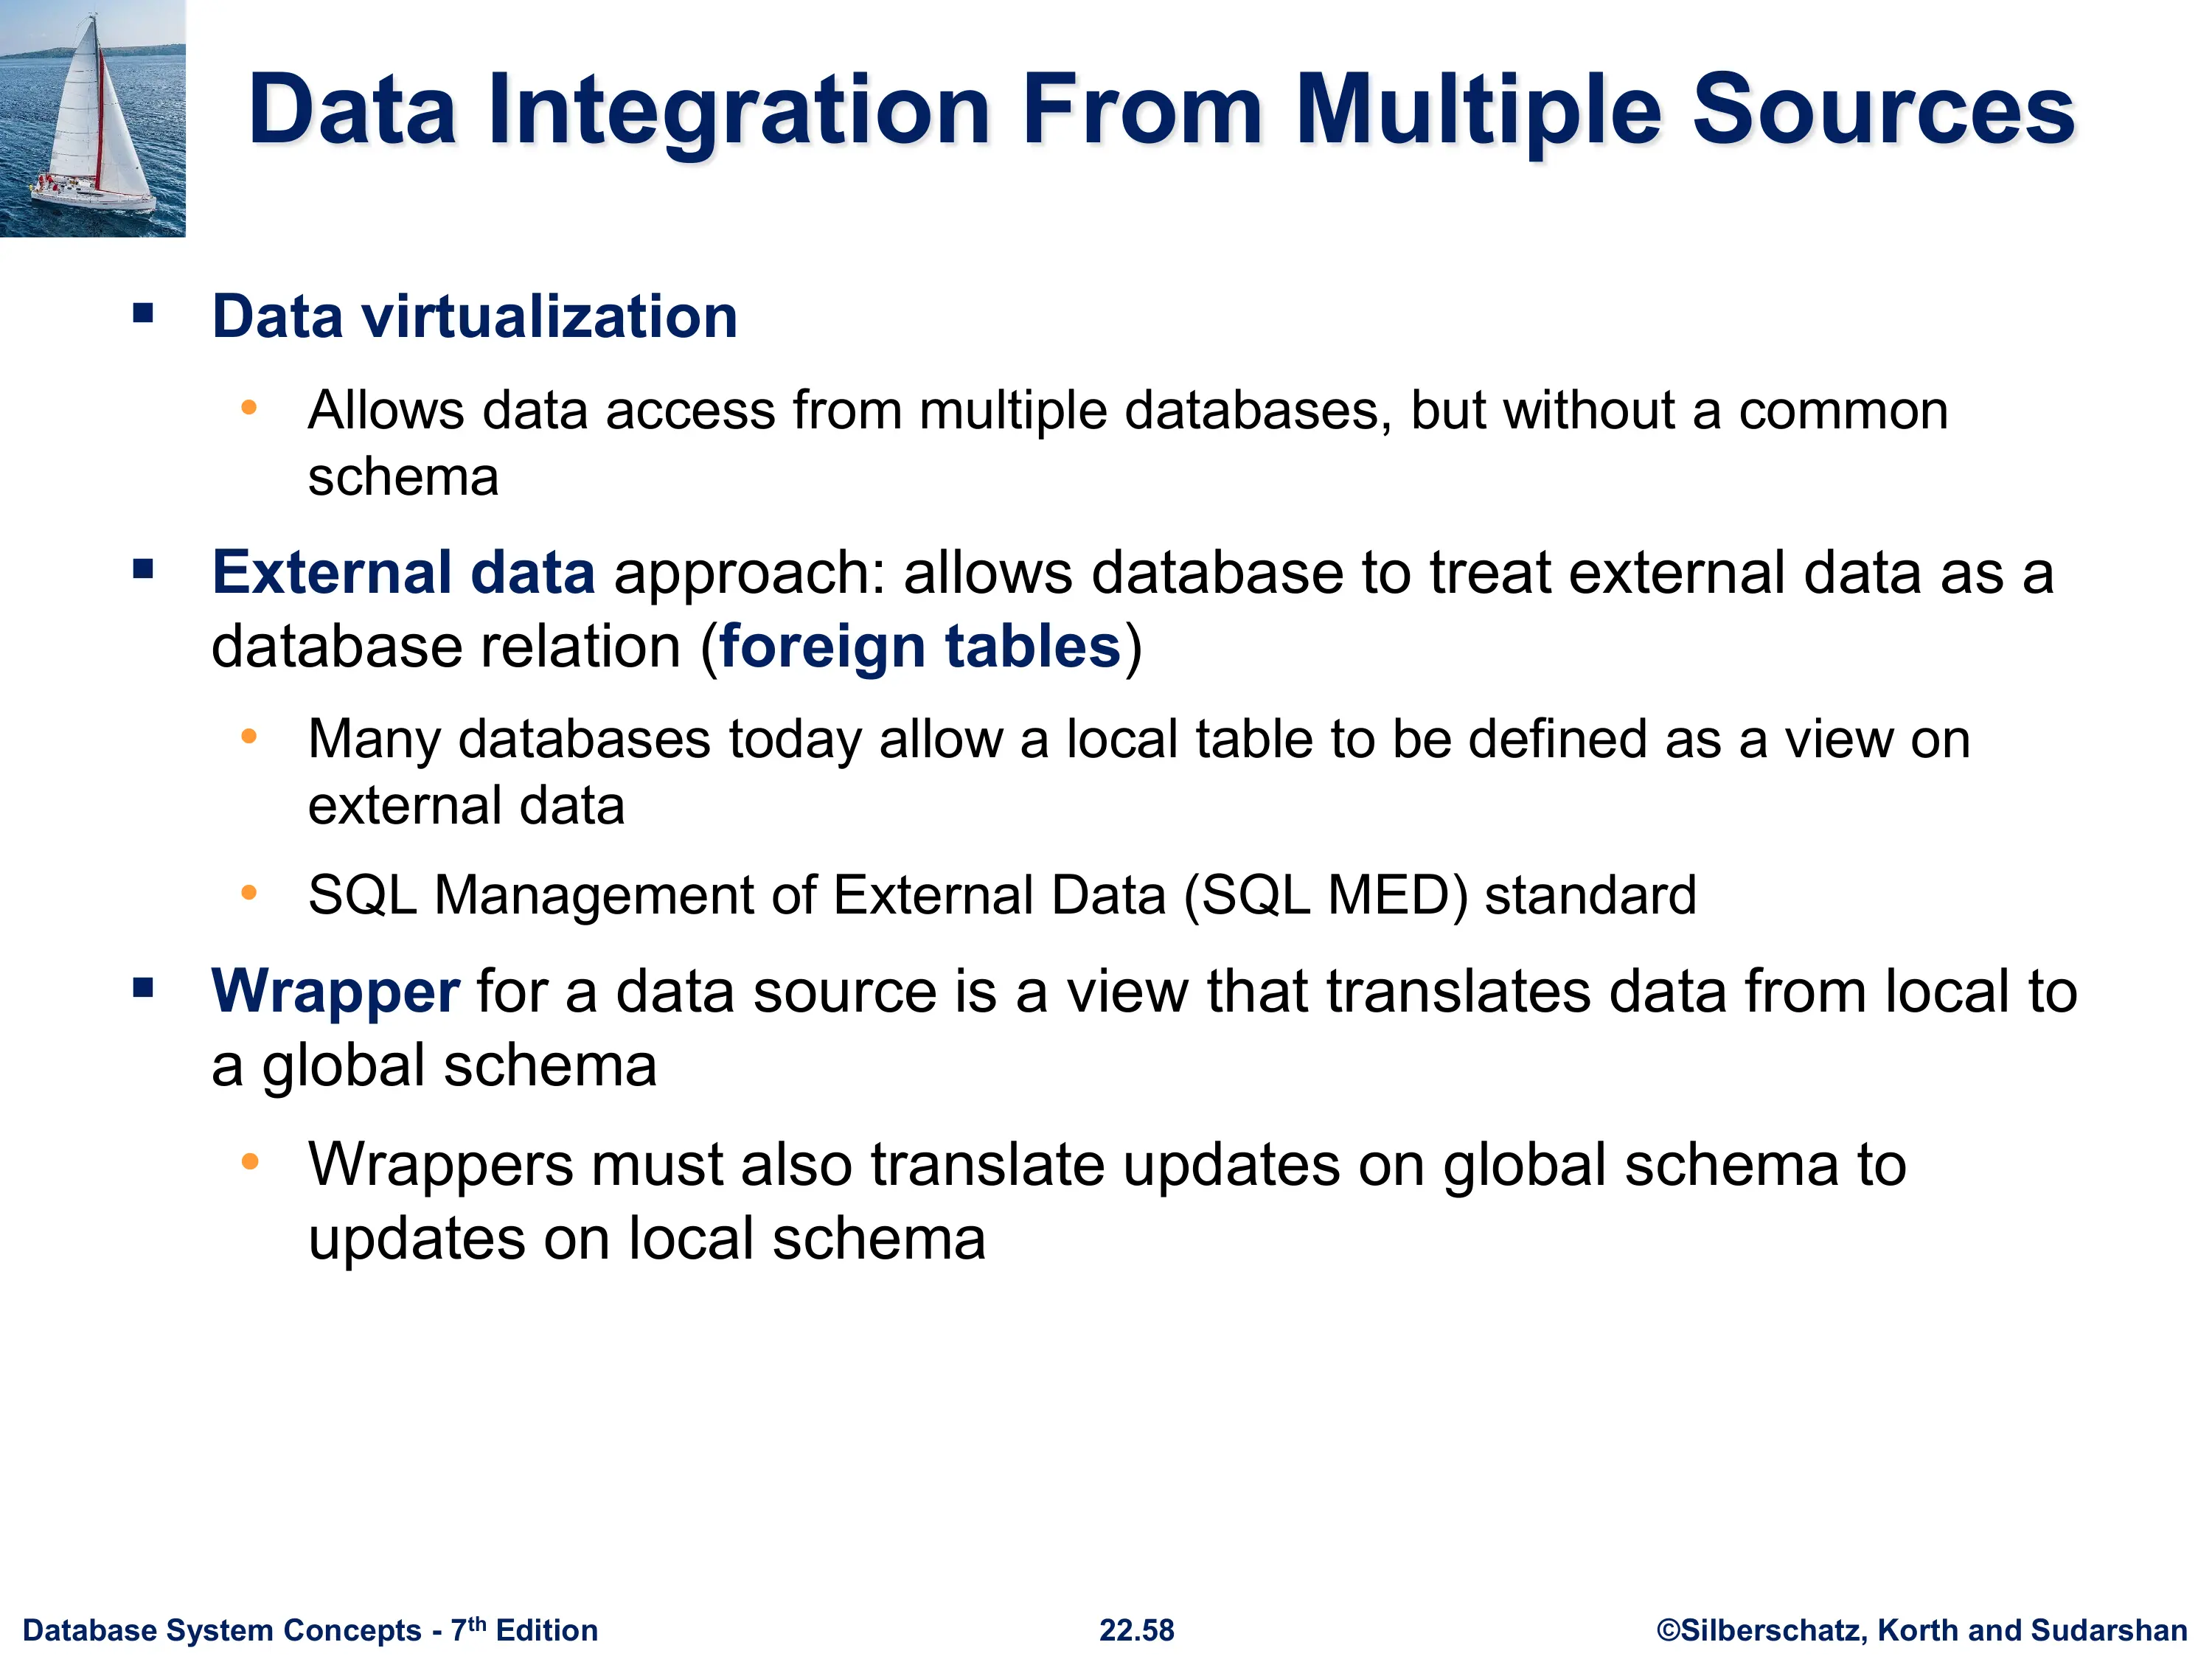 Data Integration From Multiple Sources
▪ Data virtualization
• Allows data access from multiple databases, but without a common
schema
▪ External data approach: allows database to treat external data as a
database relation (foreign tables)
• Many databases today allow a local table to be defined as a view on
external data
• SQL Management of External Data (SQL MED) standard
▪ Wrapper for a data source is a view that translates data from local to
a global schema
• Wrappers must also translate updates on global schema to
updates on local schema
Database System Concepts - 7th Edition
22.58
©Silberschatz, Korth and Sudarshan